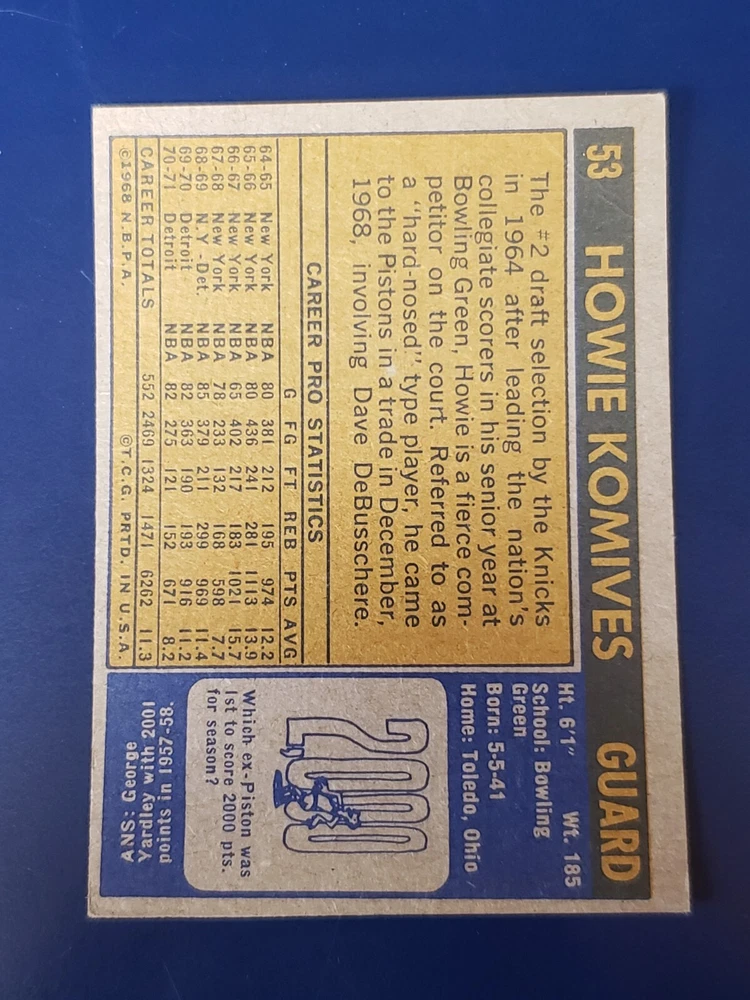 53 HOWIE KOMIVES GUARD
The #2 draft selection by the Knicks
in 1964 after leading the nation's
collegiate scorers in his senior year at
Bowling Green, Howie is a fierce com-
petitor on the court. Referred to as
a "hard-nosed" type player, he came
to the Pistons in a trade in December,
1968, involving Dave DeBusschere.
CAREER PRO STATISTICS
G FG FT REB PTS AVG
64-65 New York NBA 80 381 212 195 974 12.2
65-66 New York NBA 80 436 241 281 1113 13.9
66-67 New York NBA 65 402 217 183 1021 15.7
67-68 New York NBA 78 233 132 168 598 7.7
68-69 N.Y.-Det. NBA 85 379 211 299 969 11.4
69-70 Detroit NBA 82 363 190 193 916 11.2
70-71 Detroit NBA 82 275 121 152 671 8.2
CAREER TOTALS 552 2469 1324 1471 6262 11.3
©1968 N.B.P.A. ©T.C.G. PRTD. IN U.S.A.
Ht. 6'1" Wt. 185
School: Bowling
Green
Born: 5-5-41
Home: Toledo, Ohio
2,000
Which ex-Piston was
1st to score 2000 pts.
for season?
ANS: George
Yardley with 2001
points in 1957-58.